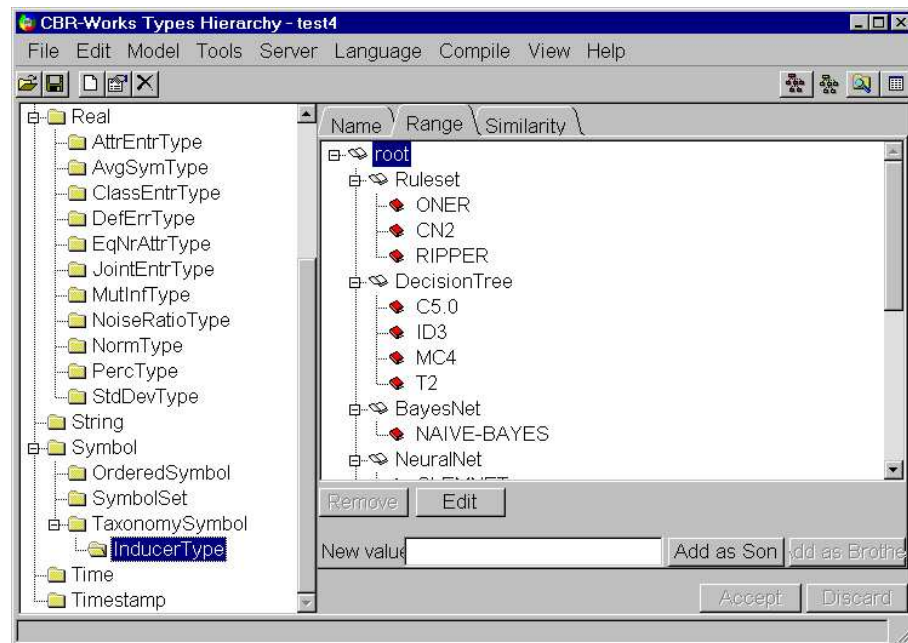 CBR-Works Types Hierarchy - test4
File Edit Model Tools Server Language Compile View Help
Real
AttrEntrType
AvgSymType
ClassEntrType
DefErrType
EqNrAttrType
JointEntrType
MutInfType
NoiseRatioType
NormType
PercType
StdDevType
String
Symbol
OrderedSymbol
SymbolSet
TaxonomySymbol
InducerType
Time
Timestamp
Name Range Similarity
root
Ruleset
ONER
CN2
RIPPER
DecisionTree
C5.0
ID3
MC4
T2
BayesNet
NAIVE-BAYES
NeuralNet
Remove Edit
New value Add as Son dd as Brothe
Accept Discard